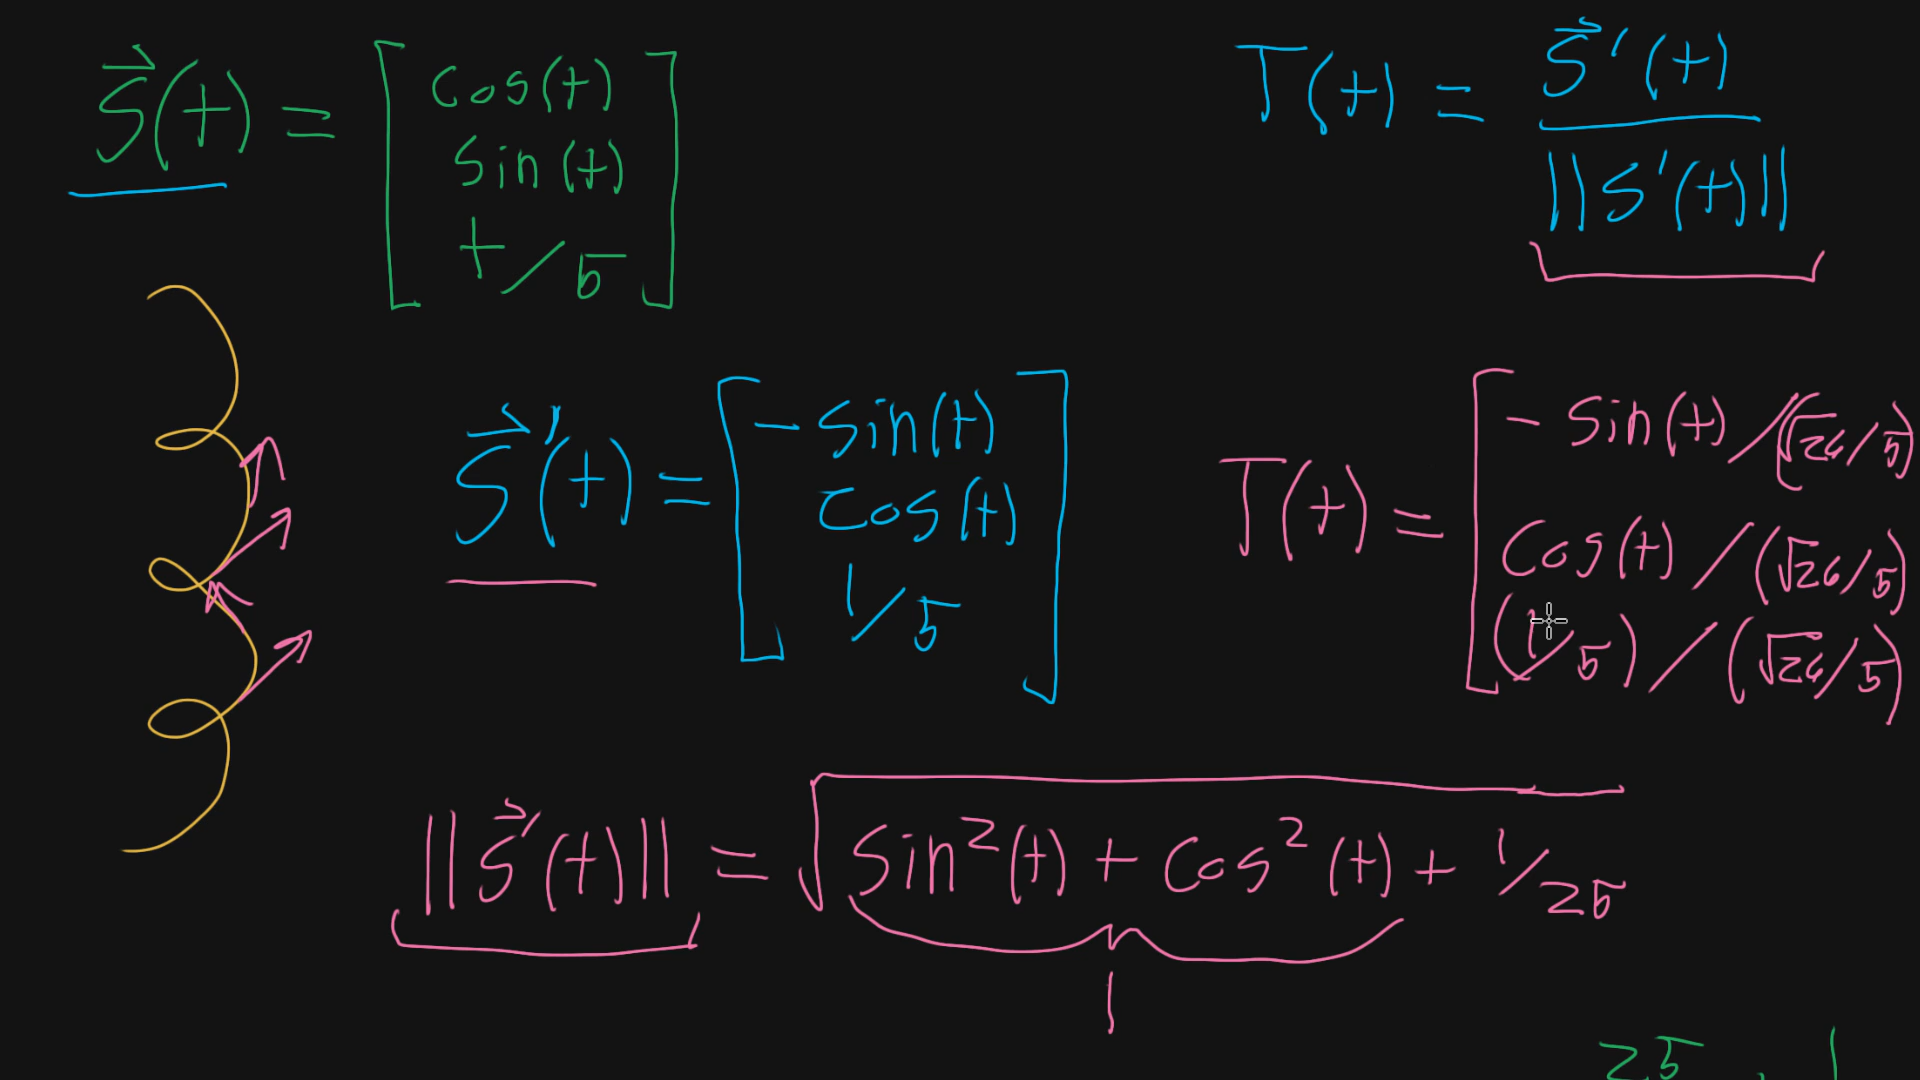 S⃗(t) = [cos(t)
sin(t)
t/5]
T(t) = S⃗'(t)
||S'(t)||
S⃗'(t) = [-sin(t)
cos(t)
1/5]
T(t) = [-sin(t)/(√26/5)
cos(t)/(√26/5)
(1/5)/(√26/5)
||S⃗'(t)|| = √sin²(t) + cos²(t) + 1/25
1
25